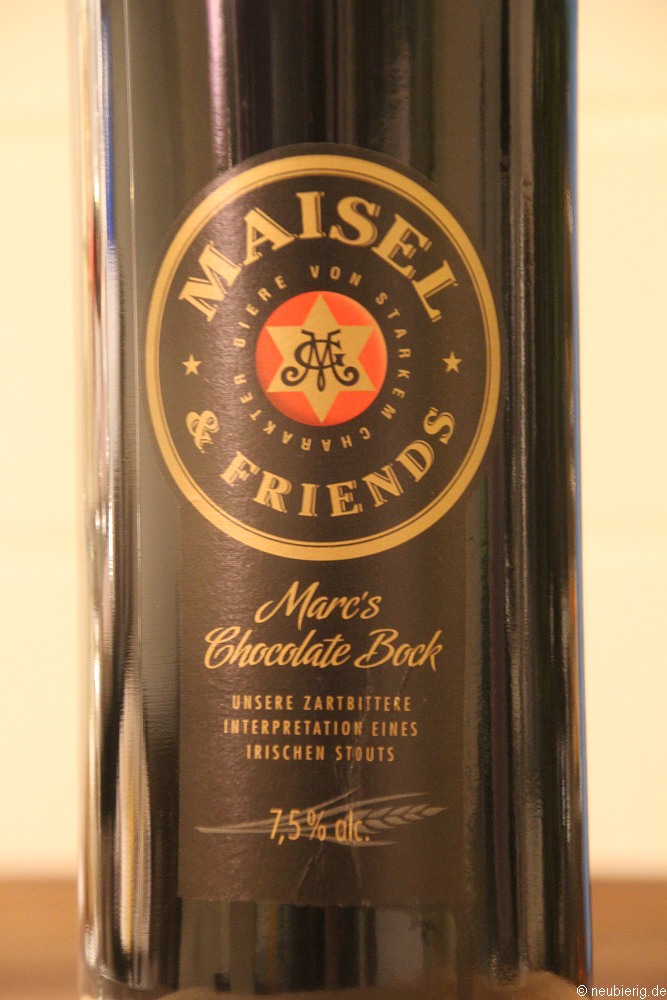 MAISEL
& FRIENDS
BIERE VON STARKEM CHARAKTER
MG
Marc's
Chocolate Bock
UNSERE ZARTBITTERE
INTERPRETATION EINES
IRISCHEN STOUTS
7,5% alc.
© neubierig.de